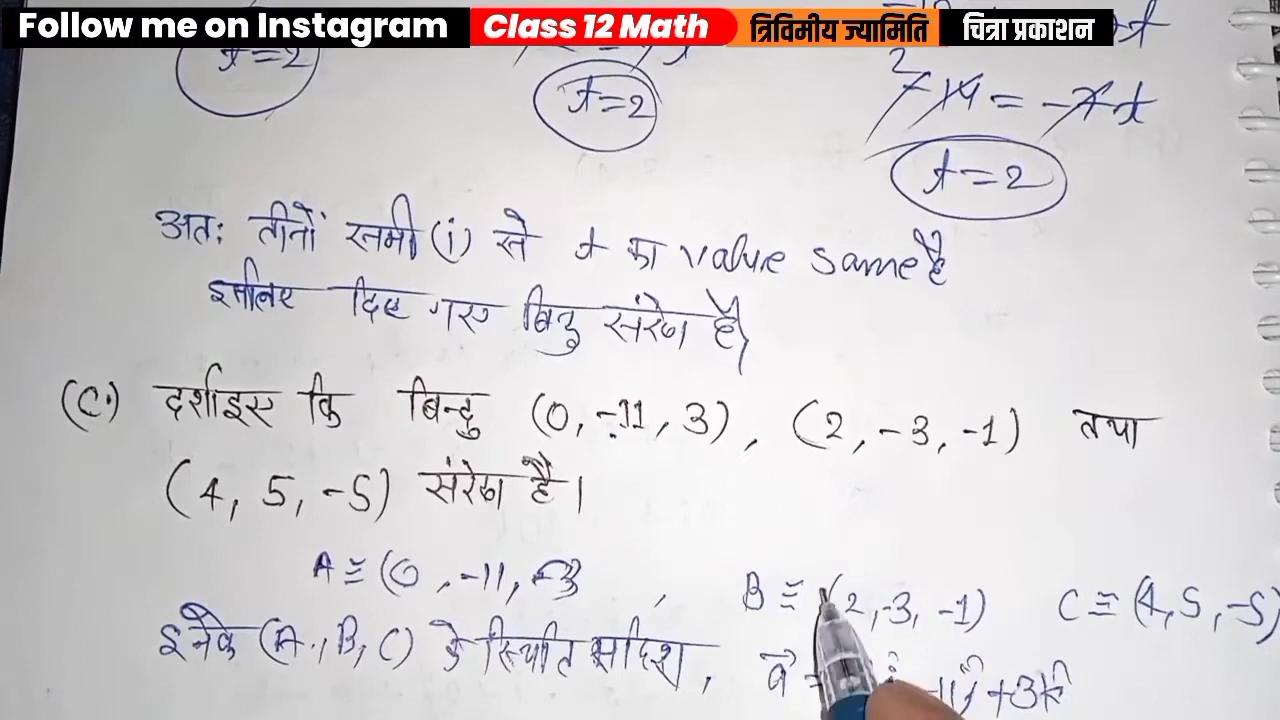 Follow me on Instagram Class 12 Math त्रिविमीय ज्यामिति चित्रा प्रकाशन
t=2
t=2
t=2
अतः तीनों समी (i) से t का value same है
इसलिए दिए गए बिन्दु संरेख है
(C.) दर्शाइए कि बिन्दु (0, -11, 3), (2, -3, -1) तथा
(4, 5, -5) संरेख है।
A ≅ (0, -11, 3 , B ≅ (2, -3, -1) C ≅ (4, 5, -5)
इनके (A, B, C) के स्थिति सदिश,